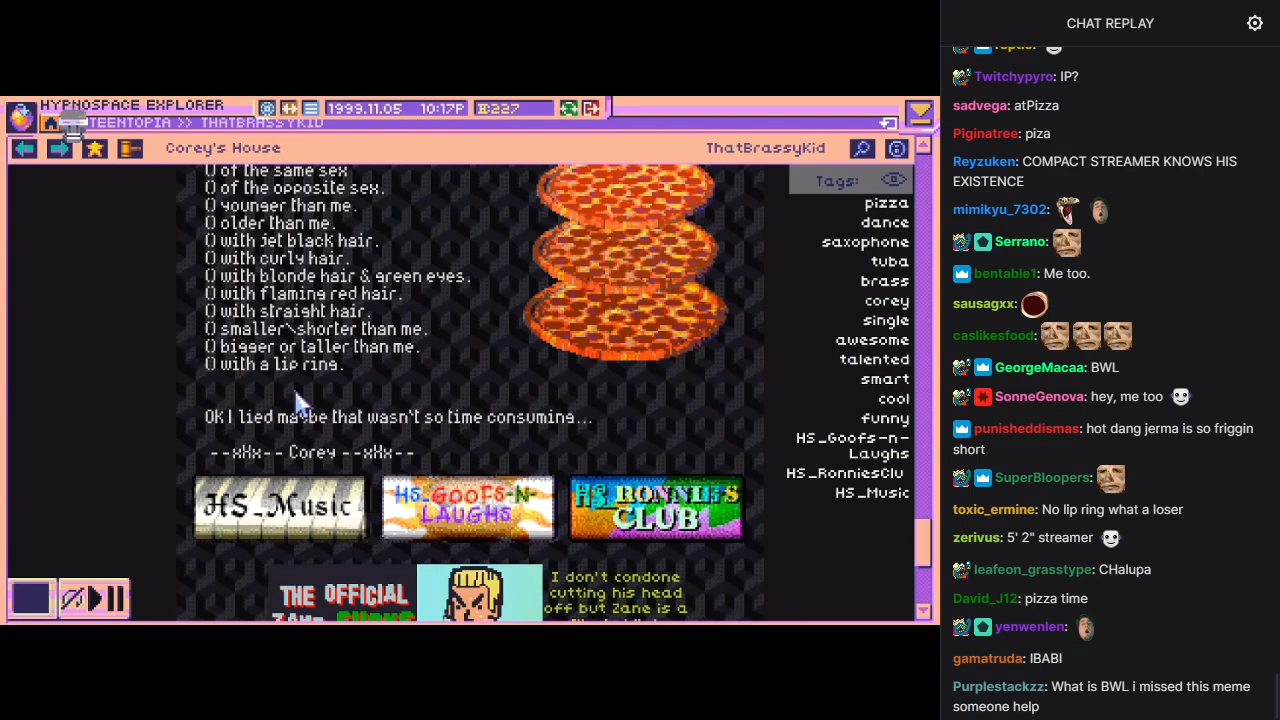 HYPNOSPACE EXPLORER
1999.11.05 10:17P
227
TEENTOPIA >> THATBRASSYKID
Corey's House
ThatBrassyKid
() of the same sex
() of the opposite sex.
() younger than me.
() older than me.
() with jet black hair.
() with curly hair.
() with blonde hair & green eyes.
() with flaming red hair.
() with straight hair.
() smaller\shorter than me.
() bigger or taller than me.
() with a lip ring.
OK I lied maybe that wasn't so time consuming...
--xXx-- Corey --xXx--
HS_Music
HS_GOOFS-N-
LAUGHS
HS_RONNIES
CLUB
THE OFFICIAL
I don't condone
cutting his head
off but Zane is a
Tags:
pizza
dance
saxophone
tuba
brass
corey
single
awesome
talented
smart
cool
funny
HS_Goofs-n-
Laughs
HS_RonniesClu
HS_Music
CHAT REPLAY
Twitchypyro: IP?
sadvega: atPizza
Piginatree: piza
Reyzuken: COMPACT STREAMER KNOWS HIS
EXISTENCE
mimikyu_7302:
Serrano:
bentable1: Me too.
sausagxx:
caslikesfood:
GeorgeMacaa: BWL
SonneGenova: hey, me too
punisheddismas: hot dang jerma is so friggin
short
SuperBloopers:
toxic_ermine: No lip ring what a loser
zerivus: 5' 2" streamer
leafeon_grasstype: CHalupa
David_J12: pizza time
yenwenlen:
gamatruda: IBABI
Purplestackzz: What is BWL i missed this meme
someone help